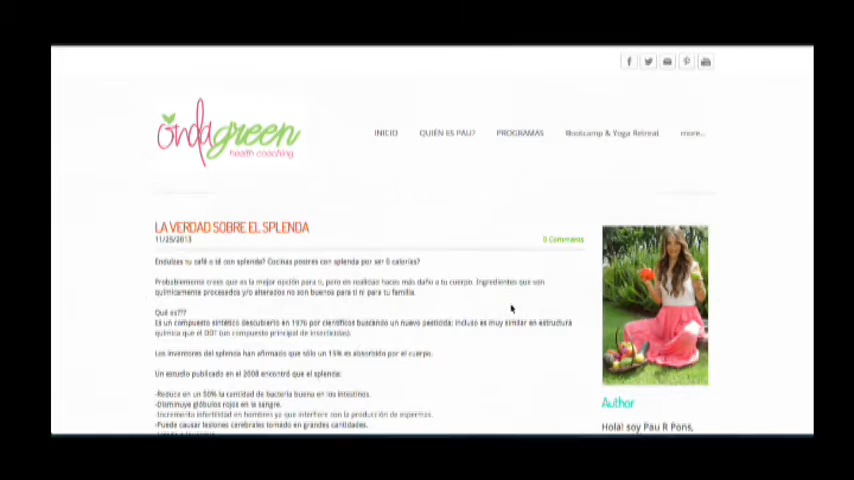 ondagreen
health coaching
INICIO QUIÉN ES PAU? PROGRAMAS Bootcamp & Yoga Retreat more...
LA VERDAD SOBRE EL SPLENDA
11/25/2013 0 Comments
Endulzas tu café o té con splenda? Cocinas postres con splenda por ser 0 calorías?
Probablemente crees que es la mejor opción para ti, pero en realidad haces más daño a tu cuerpo. Ingredientes que son
químicamente procesados y/o alterados no son buenos para ti ni para tu familia.
Qué es???
Es un compuesto sintético descubierto en 1976 por científicos buscando un nuevo pesticida; incluso es muy similar en estructura
química que el DDT (un compuesto principal de insecticidas).
Los inventores del splenda han afirmado que sólo un 15% es absorbido por el cuerpo.
Un estudio publicado en el 2008 encontró que el splenda:
-Reduce en un 50% la cantidad de bacteria buena en los intestinos.
-Disminuye glóbulos rojos en la sangre.
-Incrementa infertilidad en hombres ya que interfiere con la producción de espermas.
-Puede causar lesiones cerebrales tomado en grandes cantidades.
Author
Hola! soy Pau R Pons,